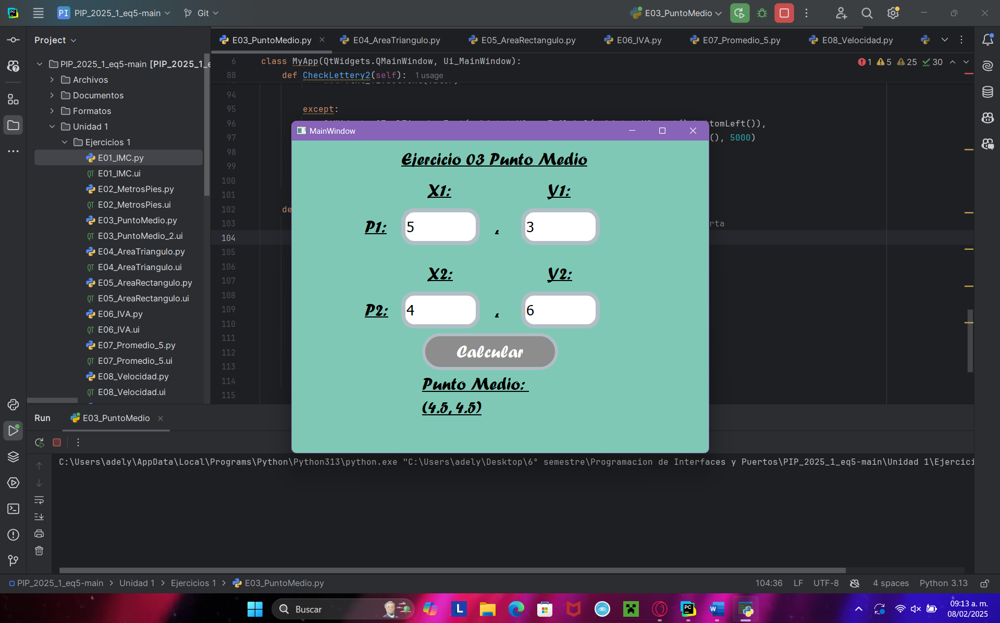 PC
PI PIP_2025_1_eq5-main
Git
E03_PuntoMedio
Project
E03_PuntoMedio.py
E04_AreaTriangulo.py
E05_AreaRectangulo.py
E06_IVA.py
E07_Promedio_5.py
E08_Velocidad.py
PIP_2025_1_eq5-main [PIP_2025_1_e
Archivos
Documentos
Formatos
Unidad 1
Ejercicios 1
E01_IMC.py
E01_IMC.ui
E02_MetrosPies.py
E02_MetrosPies.ui
E03_PuntoMedio.py
E03_PuntoMedio_2.ui
E04_AreaTriangulo.py
E04_AreaTriangulo.ui
E05_AreaRectangulo.py
E05_AreaRectangulo.ui
E06_IVA.py
E06_IVA.ui
E07_Promedio_5.py
E07_Promedio_5.ui
E08_Velocidad.py
E08_Velocidad.ui
6 class MyApp(QtWidgets.QMainWindow, Ui_MainWindow):
1 5 25 30
88 def CheckLettery2(self): 1 usage
94
95 except:
96 tomLeft()),
97 (), 5000)
98
99
100
101
102 de
103 rta
104
105
106
107
108
109
110
111
112
113
114
115
MainWindow
Ejercicio 03 Punto Medio
X1: Y1:
P1: 5 , 3
X2: Y2:
P2: 4 , 6
Calcular
Punto Medio:
(4.5, 4.5)
Run E03_PuntoMedio
C:\Users\adely\AppData\Local\Programs\Python\Python313\python.exe "C:\Users\adely\Desktop\6° semestre\Programacion de Interfaces y Puertos\PIP_2025_1_eq5-main\Unidad 1\Ejercici
PIP_2025_1_eq5-main > Unidad 1 > Ejercicios 1 > E03_PuntoMedio.py
104:36 LF UTF-8 4 spaces Python 3.13
Buscar
L
PC
W
09:13 a. m.
08/02/2025